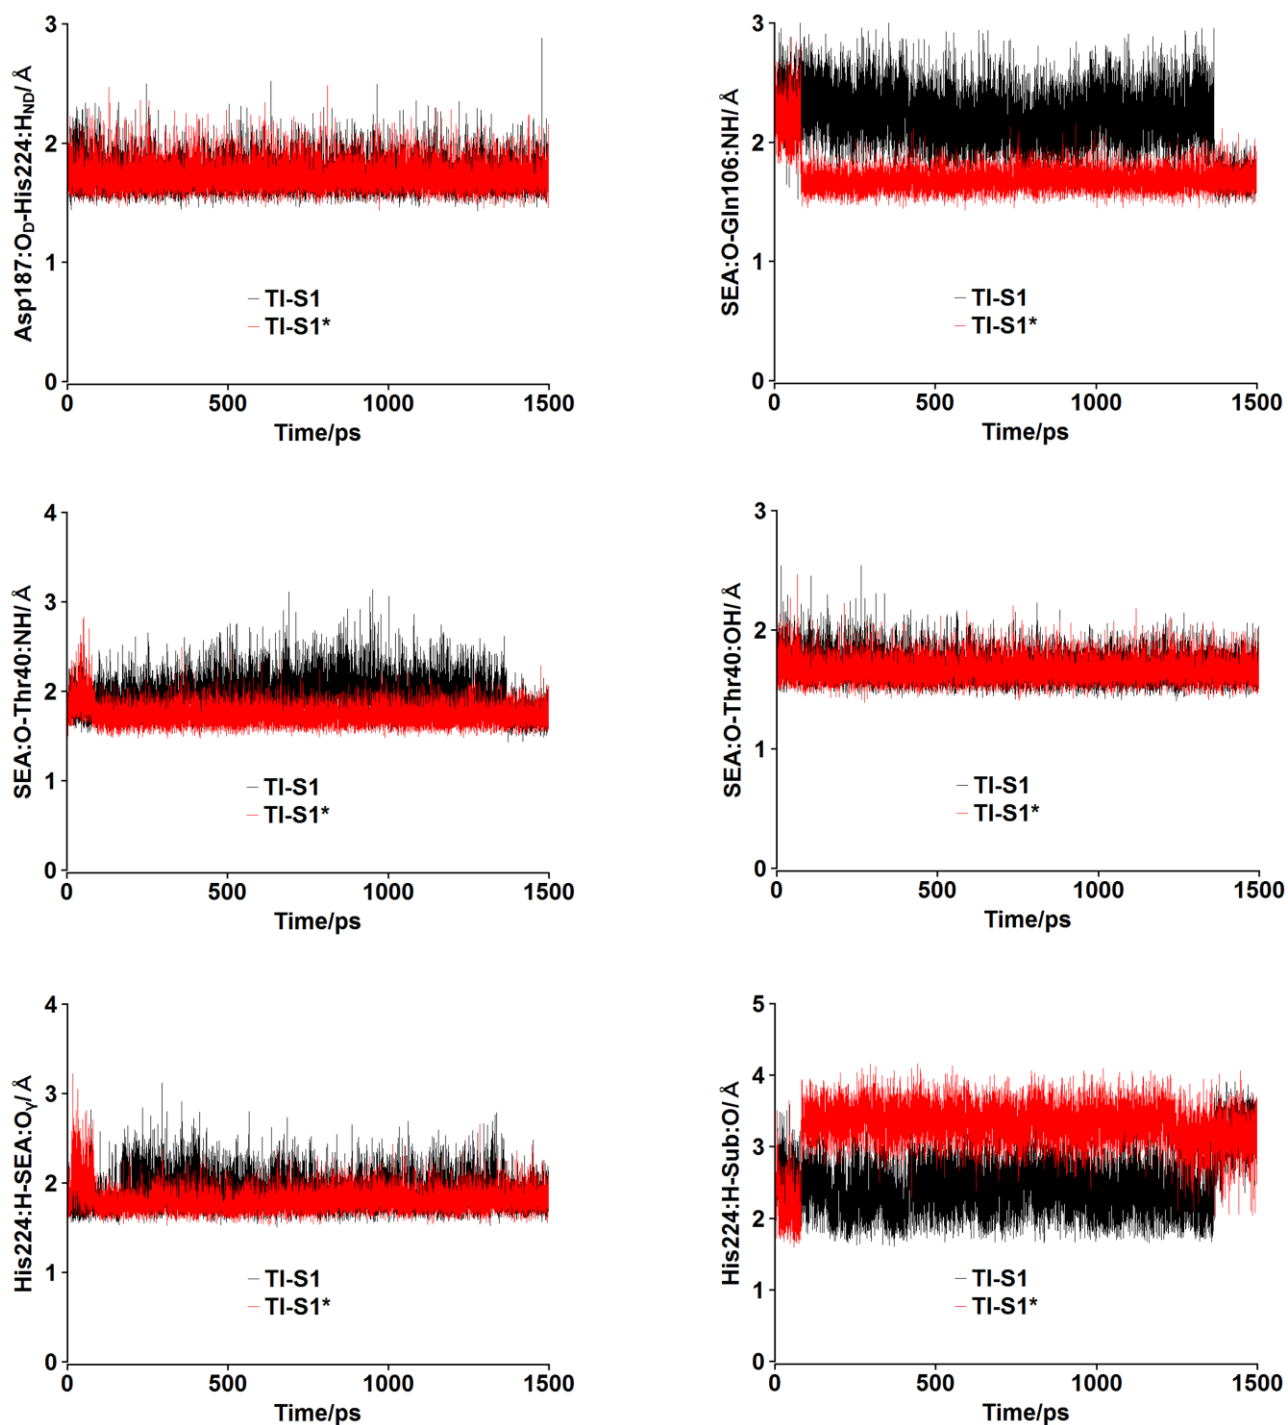 Asp187:O_D-His224:H_ND/ Å
3
2
1
0
0 500 1000 1500
Time/ps
TI-S1
TI-S1*
SEA:O-Gln106:NH/ Å
3
2
1
0
0 500 1000 1500
Time/ps
TI-S1
TI-S1*
SEA:O-Thr40:NH/ Å
4
3
2
1
0
0 500 1000 1500
Time/ps
TI-S1
TI-S1*
SEA:O-Thr40:OH/ Å
3
2
1
0
0 500 1000 1500
Time/ps
TI-S1
TI-S1*
His224:H-SEA:Oᵧ/ Å
4
3
2
1
0
0 500 1000 1500
Time/ps
TI-S1
TI-S1*
His224:H-Sub:O/ Å
5
4
3
2
1
0
0 500 1000 1500
Time/ps
TI-S1
TI-S1*